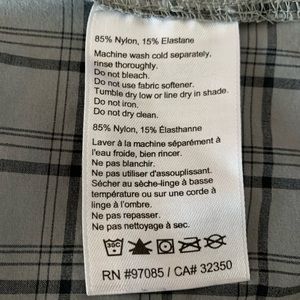 85% Nylon, 15% Elastane
Machine wash cold separately,
rinse thoroughly.
Do not bleach.
Do not use fabric softener.
Tumble dry low or line dry in shade.
Do not iron.
Do not dry clean.
85% Nylon, 15% Élasthanne
Laver à la machine séparément à
l'eau froide, bien rincer.
Ne pas blanchir.
Ne pas utiliser d'assouplissant.
Sécher au sèche-linge à basse
température ou sur une corde à
linge à l'ombre.
Ne pas repasser.
Ne pas nettoyage à sec.
30C
RN #97085 / CA# 32350